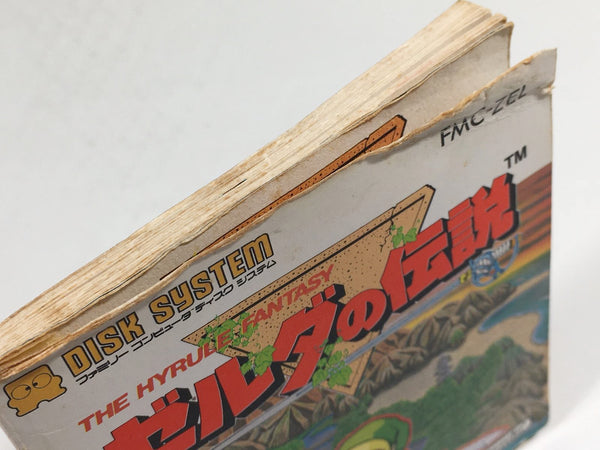 FMC-ZEL
DISK SYSTEM
ファミリー コンピュータ ディスク システム
THE HYRULE FANTASY
ゼルダの伝説
TM